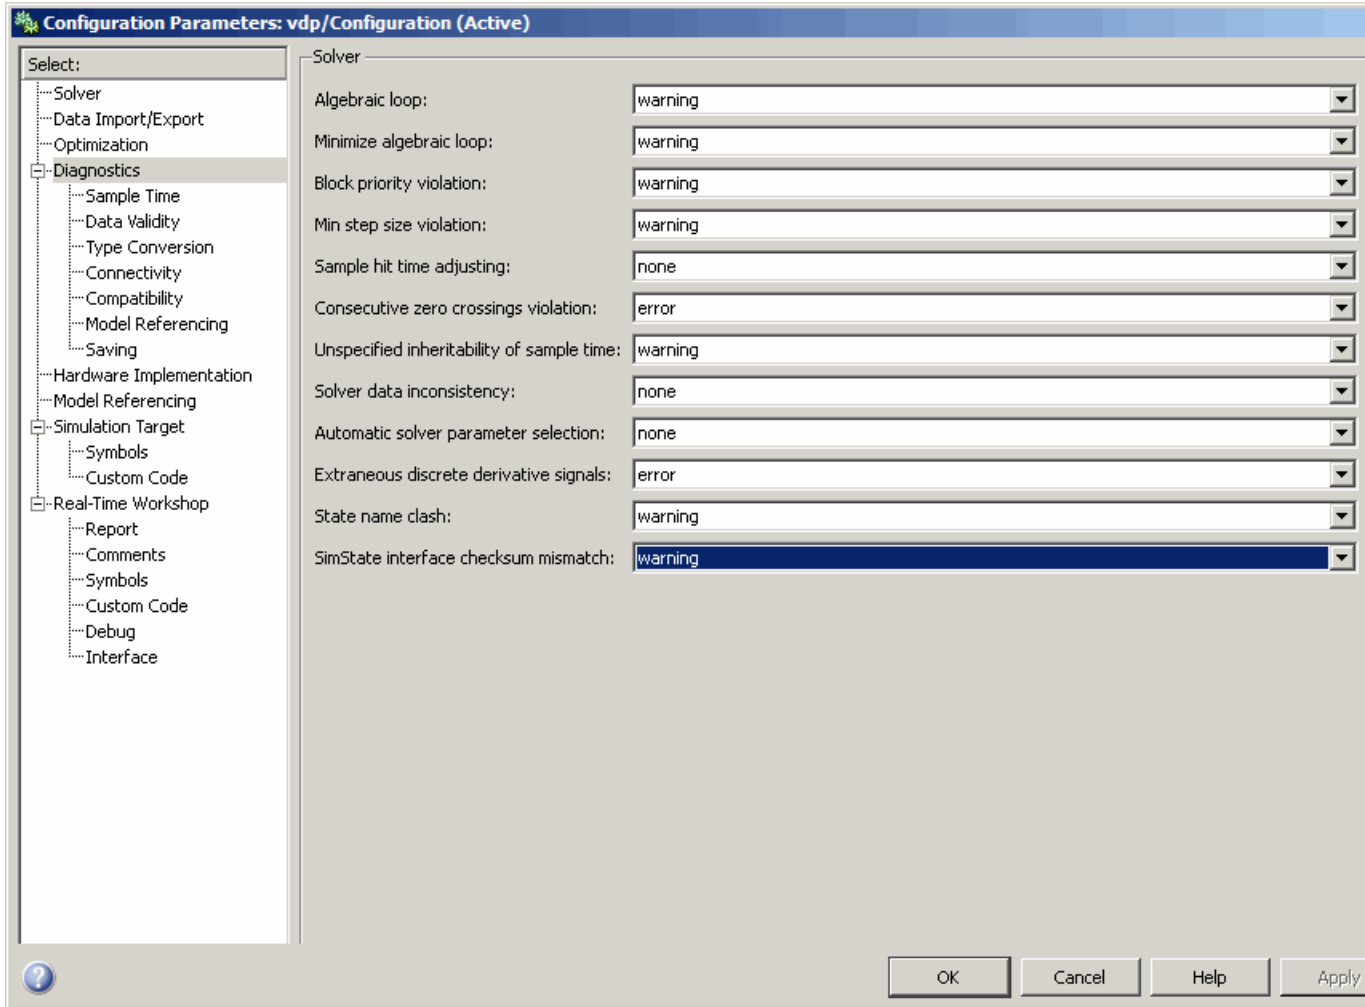 Configuration Parameters: vdp/Configuration (Active)
Select:
Solver
Data Import/Export
Optimization
Diagnostics
Sample Time
Data Validity
Type Conversion
Connectivity
Compatibility
Model Referencing
Saving
Hardware Implementation
Model Referencing
Simulation Target
Symbols
Custom Code
Real-Time Workshop
Report
Comments
Symbols
Custom Code
Debug
Interface
Solver
Algebraic loop: warning
Minimize algebraic loop: warning
Block priority violation: warning
Min step size violation: warning
Sample hit time adjusting: none
Consecutive zero crossings violation: error
Unspecified inheritability of sample time: warning
Solver data inconsistency: none
Automatic solver parameter selection: none
Extraneous discrete derivative signals: error
State name clash: warning
SimState interface checksum mismatch: warning
? OK Cancel Help Apply